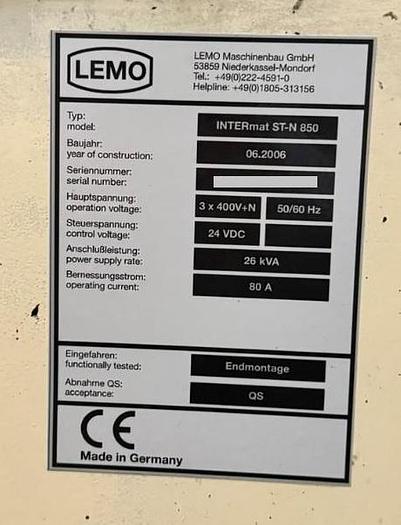 LEMO
LEMO Maschinenbau GmbH
53859 Niederkassel-Mondorf
Tel.: +49(0)222-4591-0
Helpline: +49(0)1805-313156
Typ:
model: INTERmat ST-N 850
Baujahr:
year of construction: 06.2006
Seriennummer:
serial number:
Hauptspannung:
operation voltage: 3 x 400V+N 50/60 Hz
Steuerspannung:
control voltage: 24 VDC
Anschlußleistung:
power supply rate: 26 kVA
Bernessungsstrom:
operating current: 80 A
Eingefahren:
functionally tested: Endmontage
Abnahme QS:
acceptance: QS
CE
Made in Germany